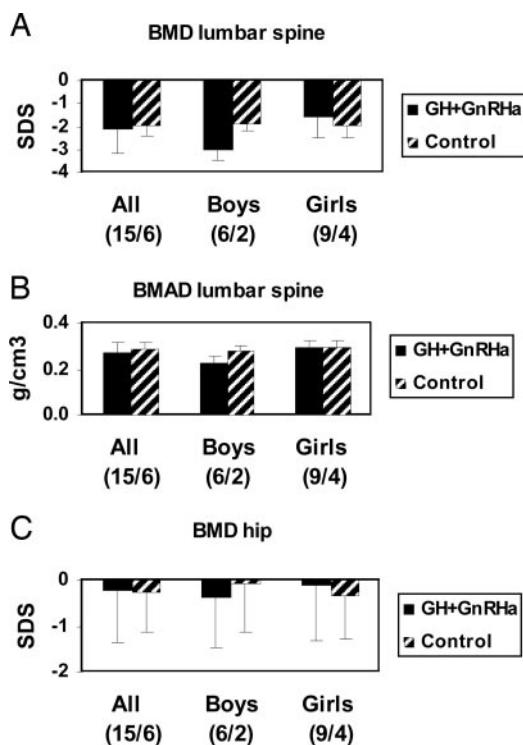 A
BMD lumbar spine
SDS
0
-1
-2
-3
-4
All Boys Girls
(15/6) (6/2) (9/4)
GH+GnRHa
Control
B
BMAD lumbar spine
g/cm3
0.4
0.2
0.0
All Boys Girls
(15/6) (6/2) (9/4)
GH+GnRHa
Control
C
BMD hip
SDS
0
-1
-2
All Boys Girls
(15/6) (6/2) (9/4)
GH+GnRHa
Control